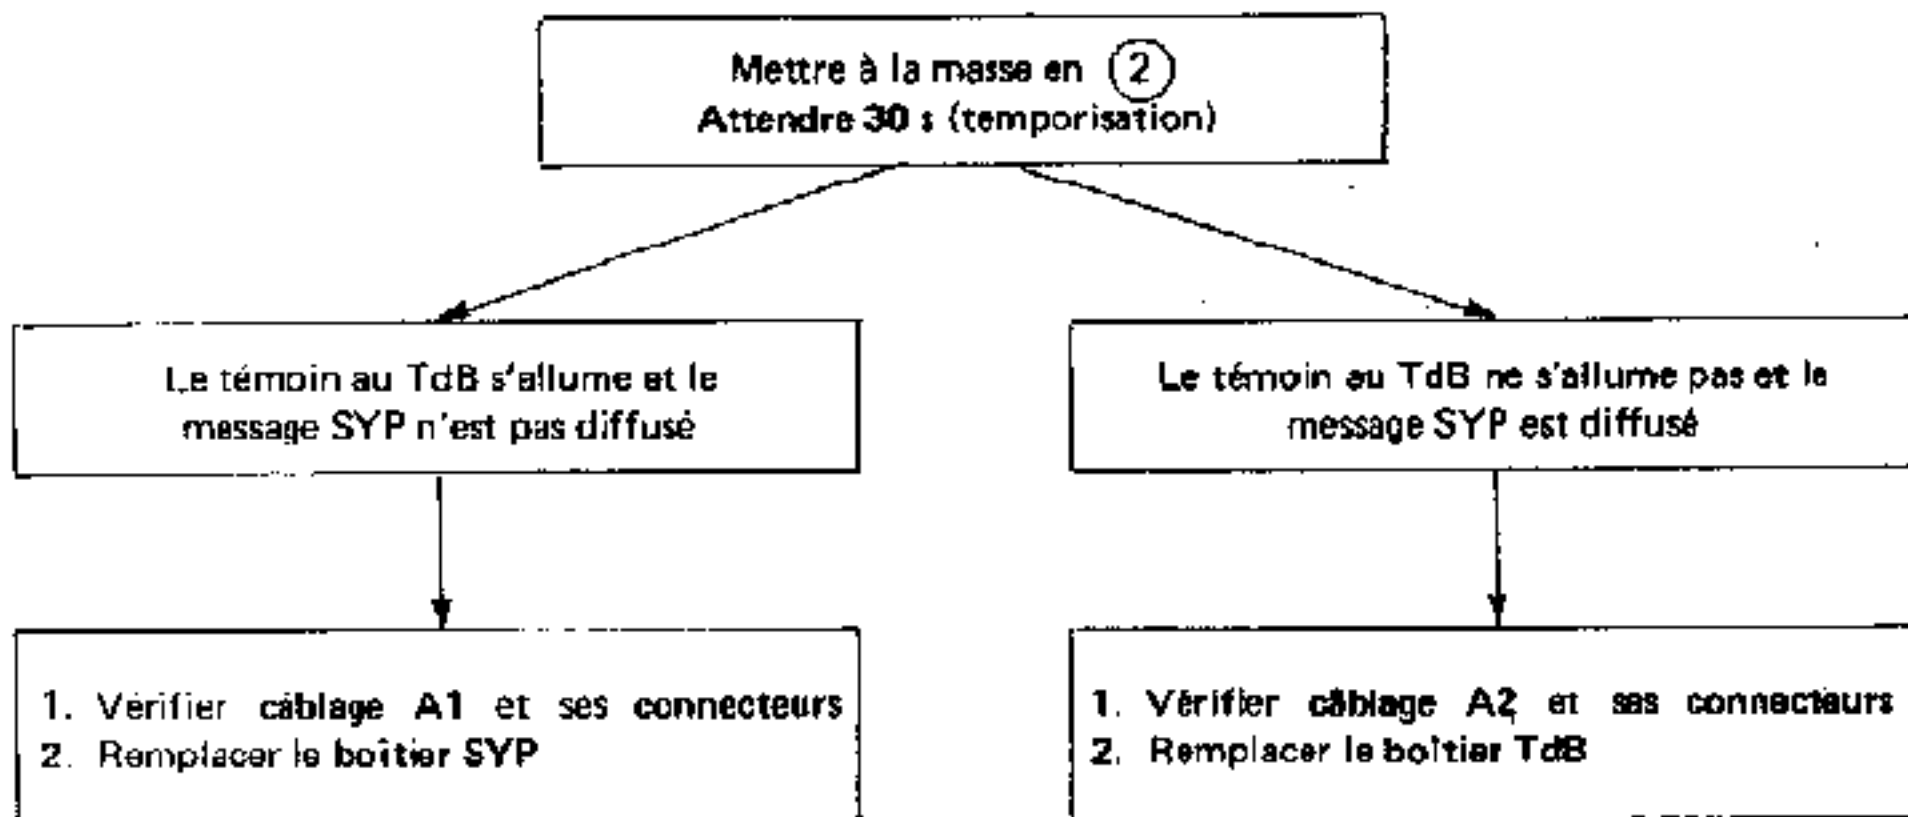 Mettre à la masse en 2
Attendre 30 s (temporisation)
Le témoin au TdB s'allume et le
message SYP n'est pas diffusé
Le témoin au TdB ne s'allume pas et le
message SYP est diffusé
1. Vérifier câblage A1 et ses connecteurs
2. Remplacer le boîtier SYP
1. Vérifier câblage A2 et ses connecteurs
2. Remplacer le boîtier TdB